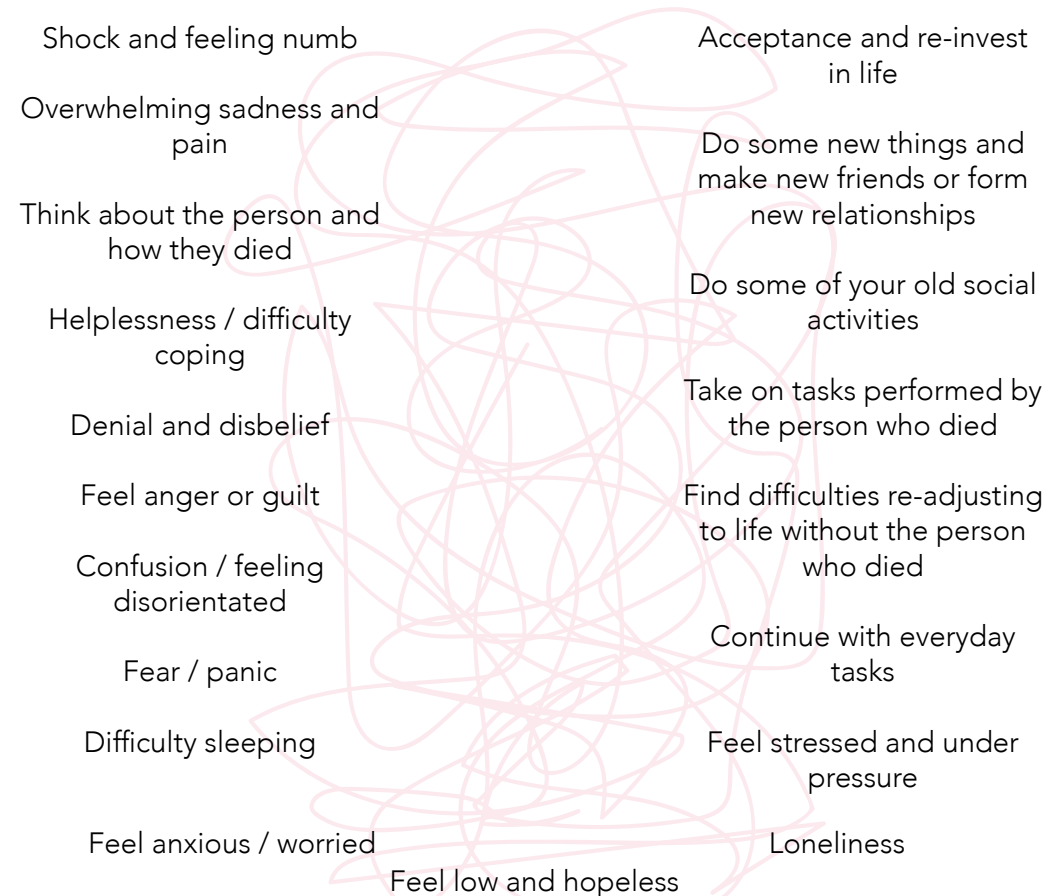 Shock and feeling numb
Overwhelming sadness and
pain
Think about the person and
how they died
Helplessness / difficulty
coping
Denial and disbelief
Feel anger or guilt
Confusion / feeling
disorientated
Fear / panic
Difficulty sleeping
Feel anxious / worried
Feel low and hopeless
Acceptance and re-invest
in life
Do some new things and
make new friends or form
new relationships
Do some of your old social
activities
Take on tasks performed by
the person who died
Find difficulties re-adjusting
to life without the person
who died
Continue with everyday
tasks
Feel stressed and under
pressure
Loneliness